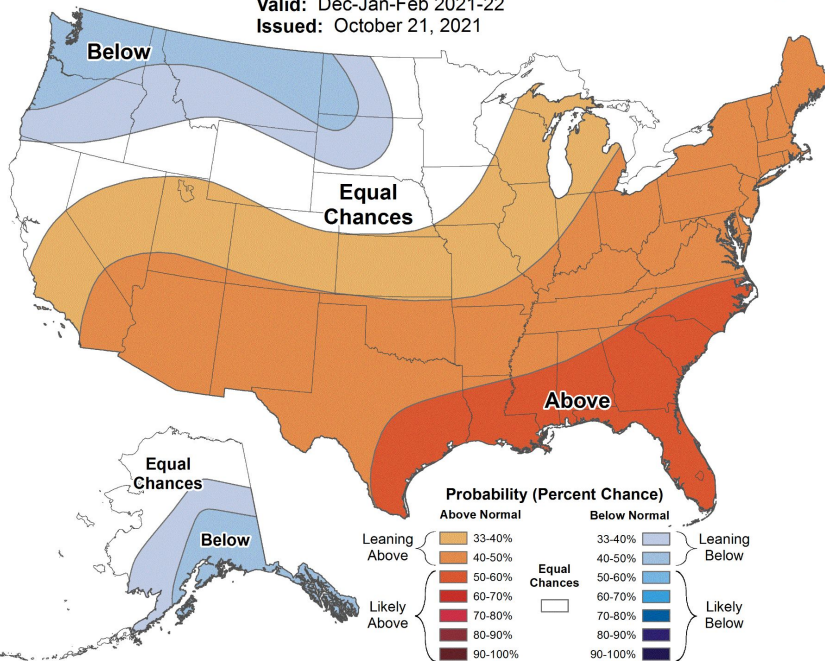 Valid: Dec-Jan-Feb 2021-22
Issued: October 21, 2021
Below
Equal
Chances
Above
Equal
Chances
Below
Probability (Percent Chance)
Above Normal
Below Normal
Leaning
Above
33-40%
40-50%
Likely
Above
50-60%
60-70%
70-80%
80-90%
90-100%
Equal
Chances
33-40%
40-50%
Leaning
Below
50-60%
60-70%
70-80%
80-90%
90-100%
Likely
Below